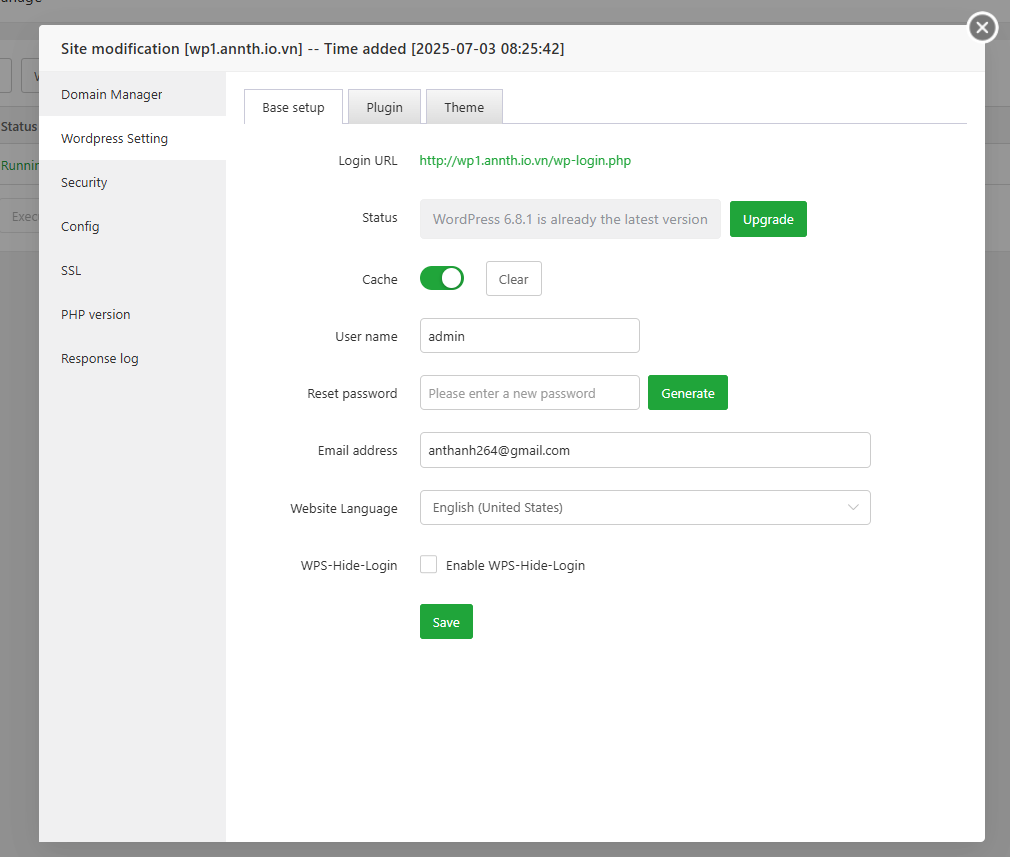 Site modification [wp1.annth.io.vn] -- Time added [2025-07-03 08:25:42]
Status
Domain Manager
Wordpress Setting
Security
Config
SSL
PHP version
Response log
Base setup
Plugin
Theme
Login URL http://wp1.annth.io.vn/wp-login.php
Status WordPress 6.8.1 is already the latest version Upgrade
Cache Clear
User name admin
Reset password Please enter a new password Generate
Email address anthanh264@gmail.com
Website Language English (United States)
WPS-Hide-Login Enable WPS-Hide-Login
Save